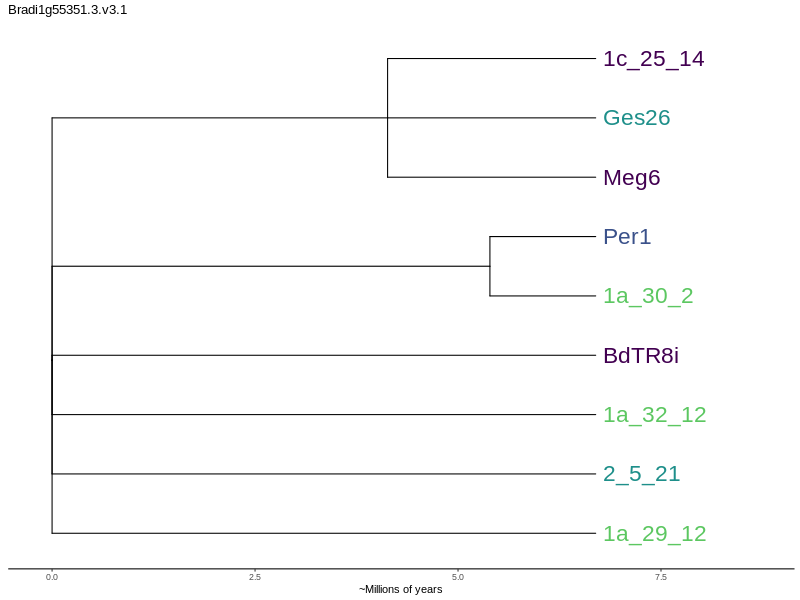 Bradi1g55351.3.v3.1
1c_25_14
Ges26
Meg6
Per1
1a_30_2
BdTR8i
1a_32_12
2_5_21
1a_29_12
0.0 2.5 5.0 7.5
~Millions of years